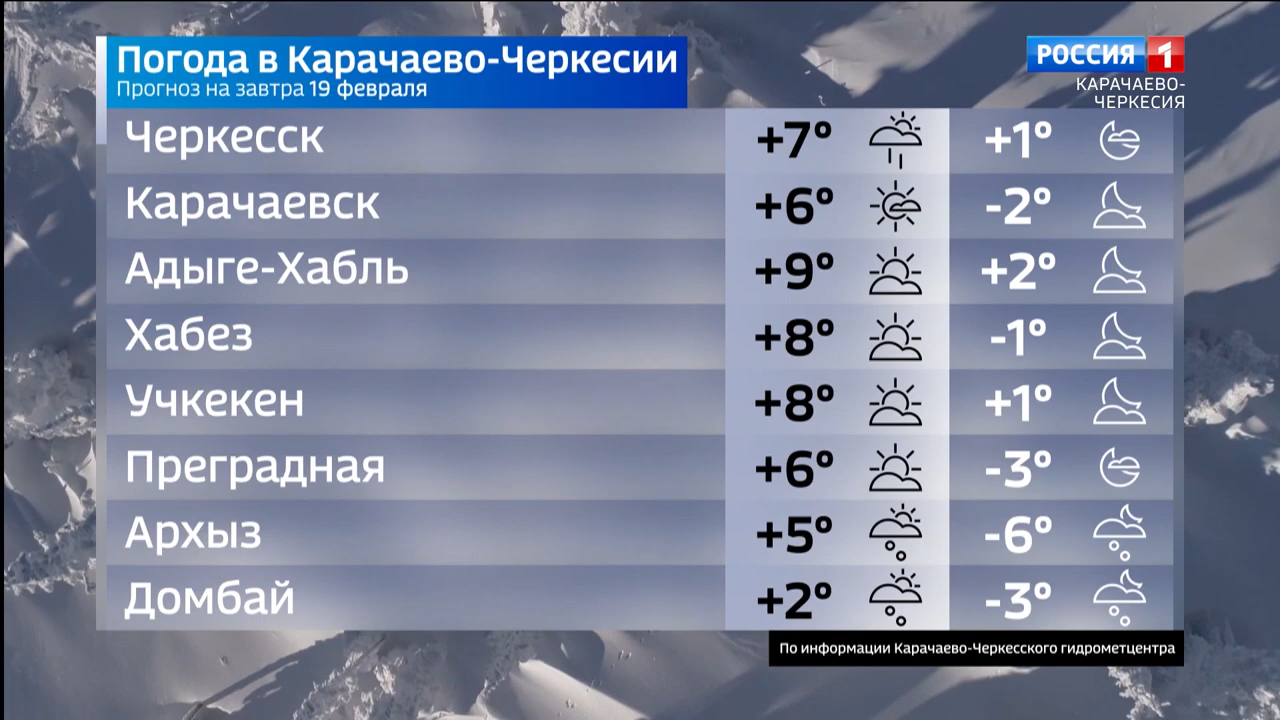 Погода в Карачаево-Черкесии
Прогноз на завтра 19 февраля
РОССИЯ 1
КАРАЧАЕВО-
ЧЕРКЕСИЯ
Черкесск +7° +1°
Карачаевск +6° -2°
Адыге-Хабль +9° +2°
Хабез +8° -1°
Учкекен +8° +1°
Преградная +6° -3°
Архыз +5° -6°
Домбай +2° -3°
По информации Карачаево-Черкесского гидрометцентра